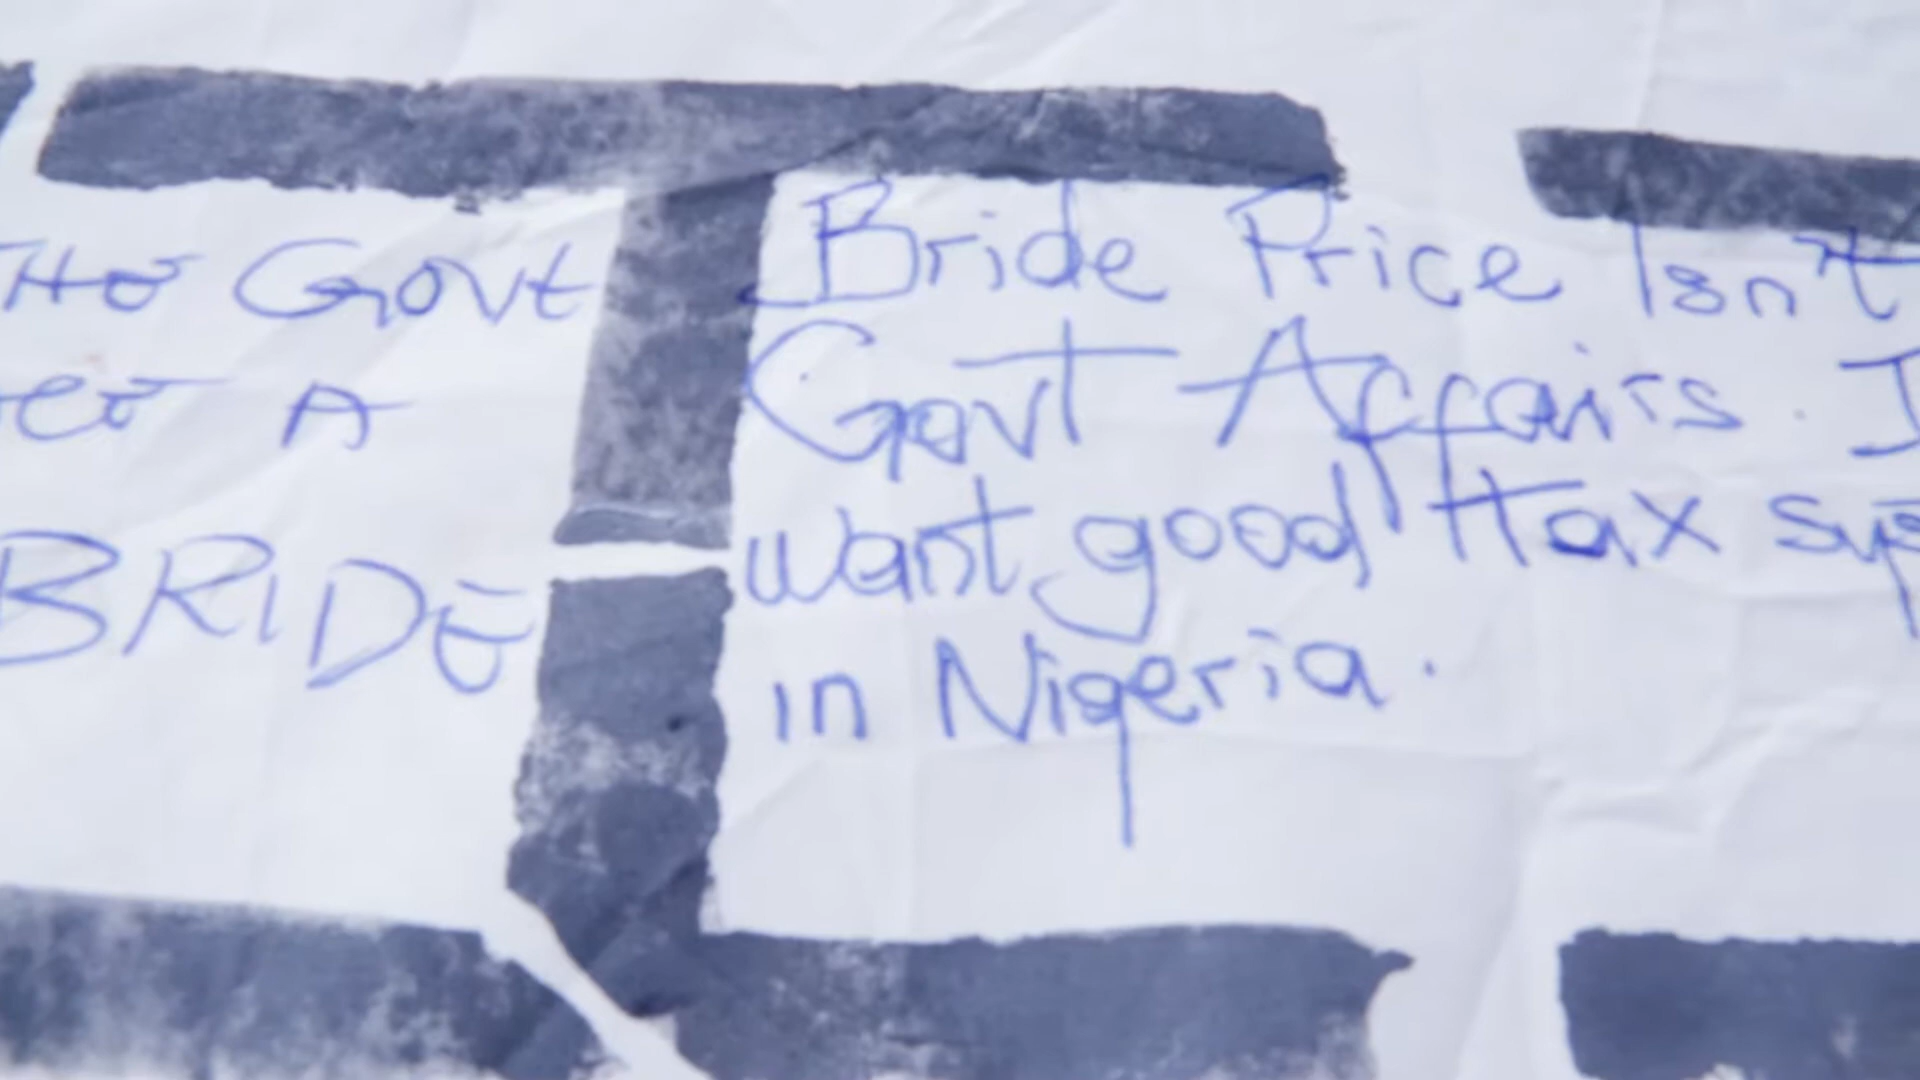 THE GOVT
A
BRIDE
Bride Price Isn't
Govt Affairs. I
want good tax
in Nigeria.